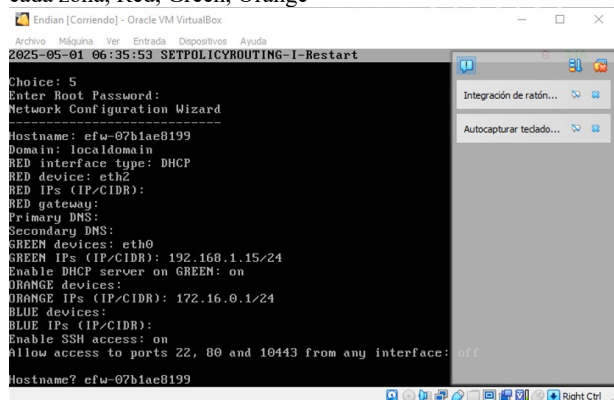 cada zona, Red, Green, Orange
Endian [Corriendo] - Oracle VM VirtualBox
Archivo Máquina Ver Entrada Dispositivos Ayuda
2025-05-01 06:35:53 SETPOLICYROUTING-I-Restart
Choice: 5
Enter Root Password:
Network Configuration Wizard
----------------------------
Hostname: efw-07b1ae8199
Domain: localdomain
RED interface type: DHCP
RED device: eth2
RED IPs (IP/CIDR):
RED gateway:
Primary DNS:
Secondary DNS:
GREEN devices: eth0
GREEN IPs (IP/CIDR): 192.168.1.15/24
Enable DHCP server on GREEN: on
ORANGE devices:
ORANGE IPs (IP/CIDR): 172.16.0.1/24
BLUE devices:
BLUE IPs (IP/CIDR):
Enable SSH access: on
Allow access to ports 22, 80 and 10443 from any interface: off
Hostname? efw-07b1ae8199
Integración de ratón...
Autocapturar teclado...
Right Ctrl